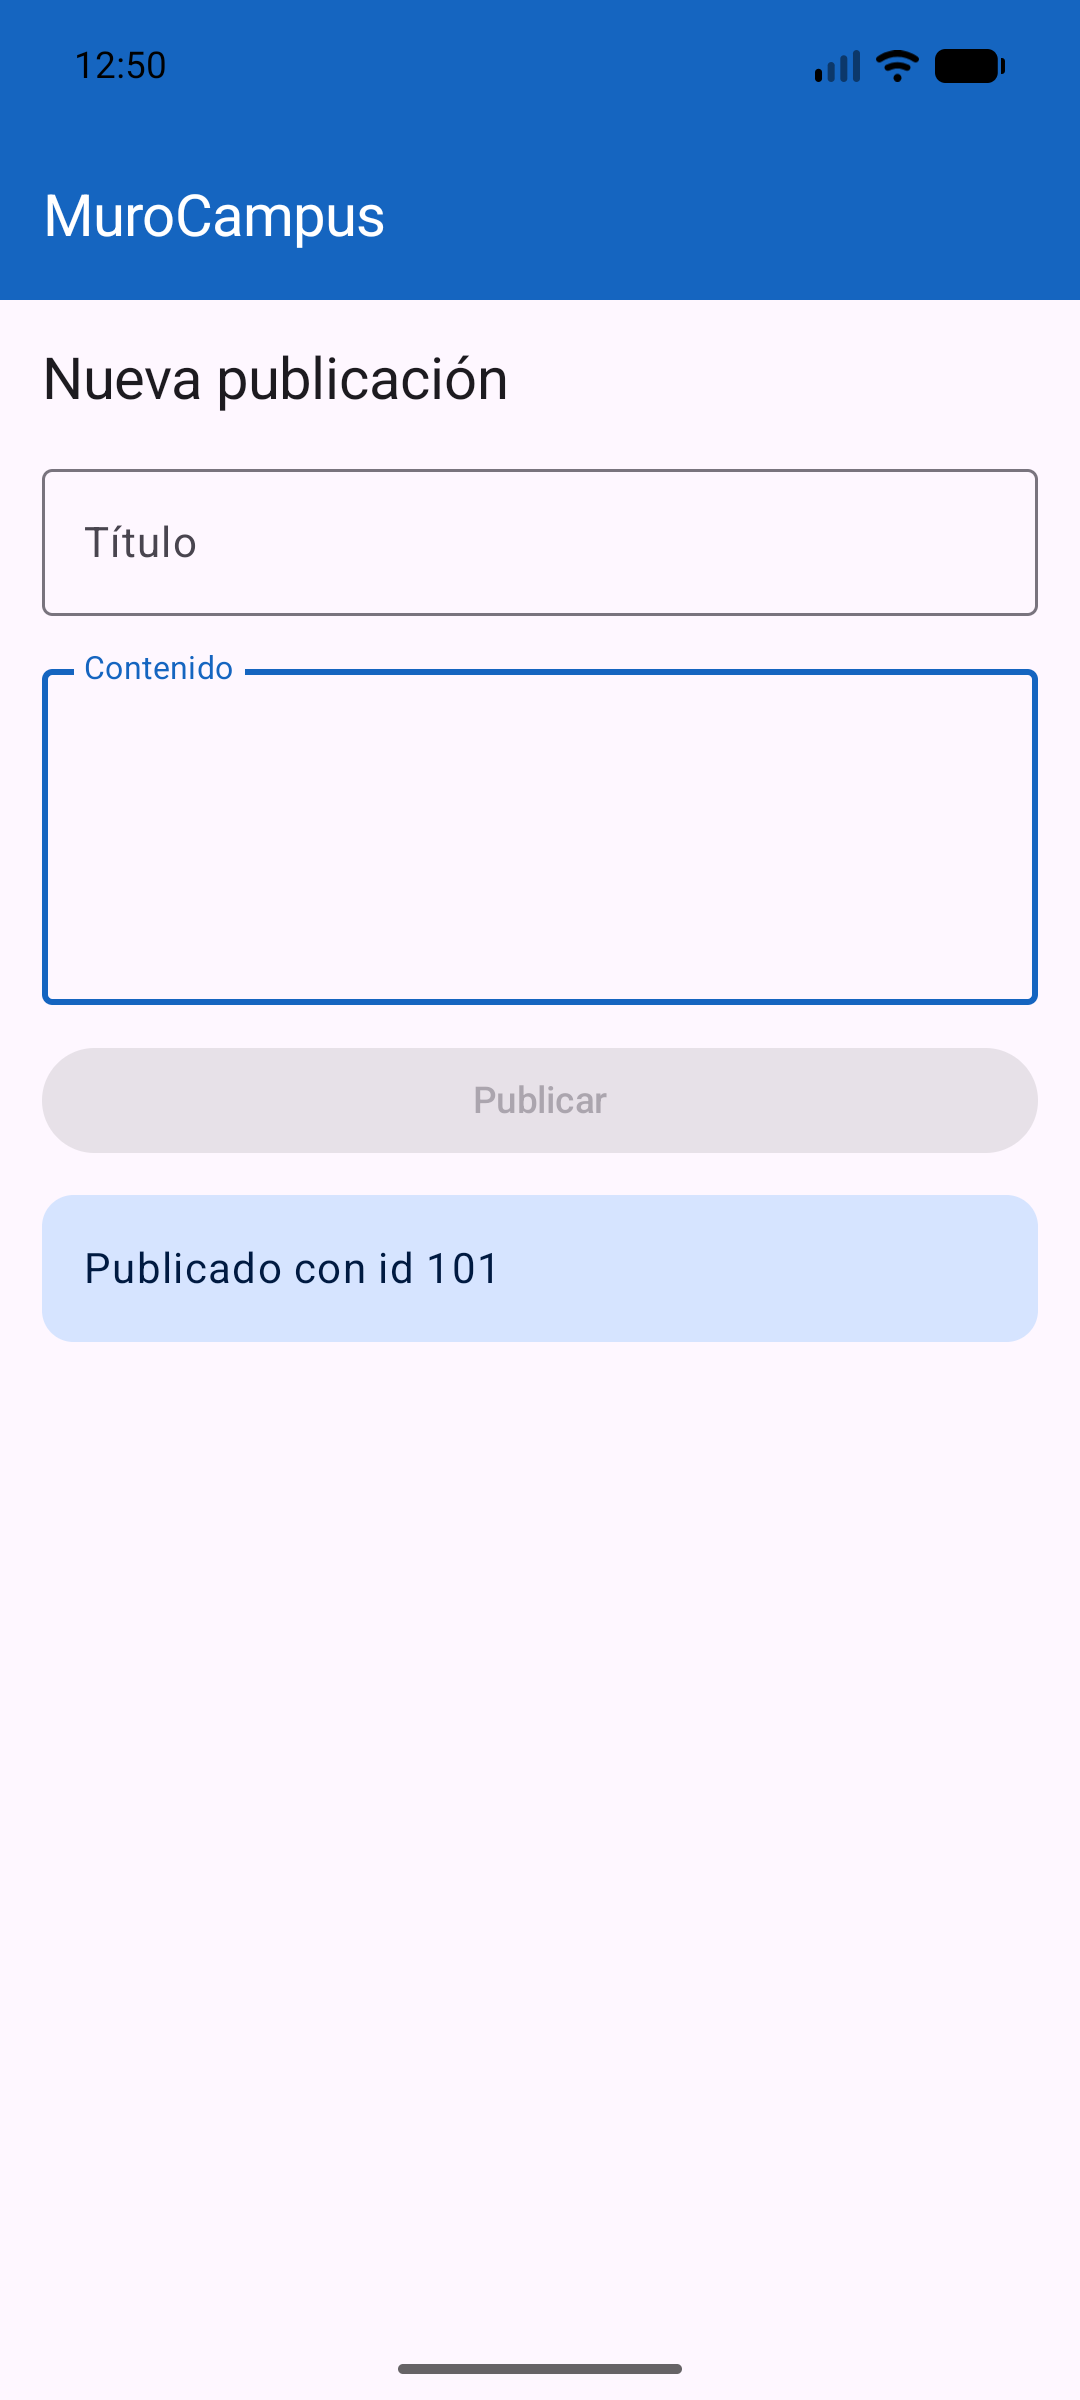 12:50
MuroCampus
Nueva publicación
Título
Contenido
Publicar
Publicado con id 101